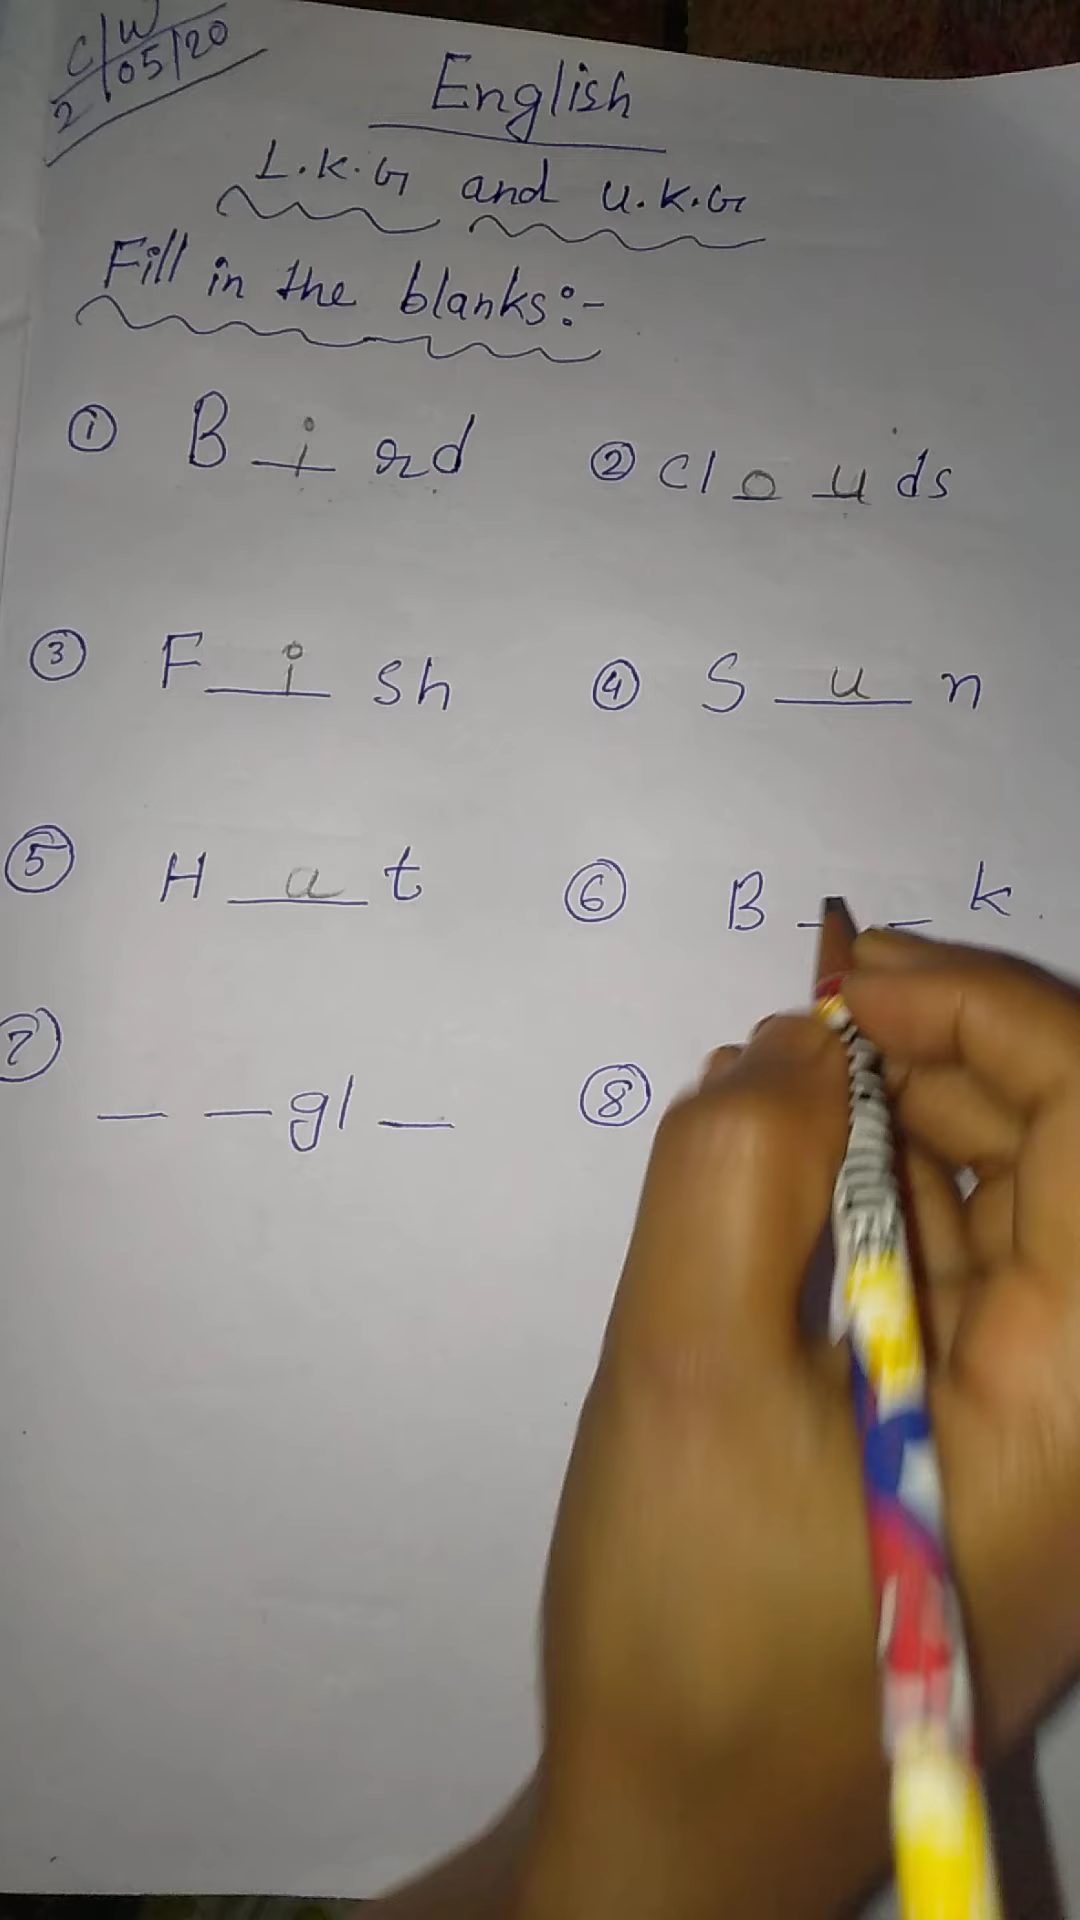 C/W
2/05/20
English
L.K.G and U.K.G
Fill in the blanks:-
① B i rd ② Cl o u ds
③ F i sh ④ S u n
⑤ H a t ⑥ B _ _ k
⑦ _ _ gl _ ⑧